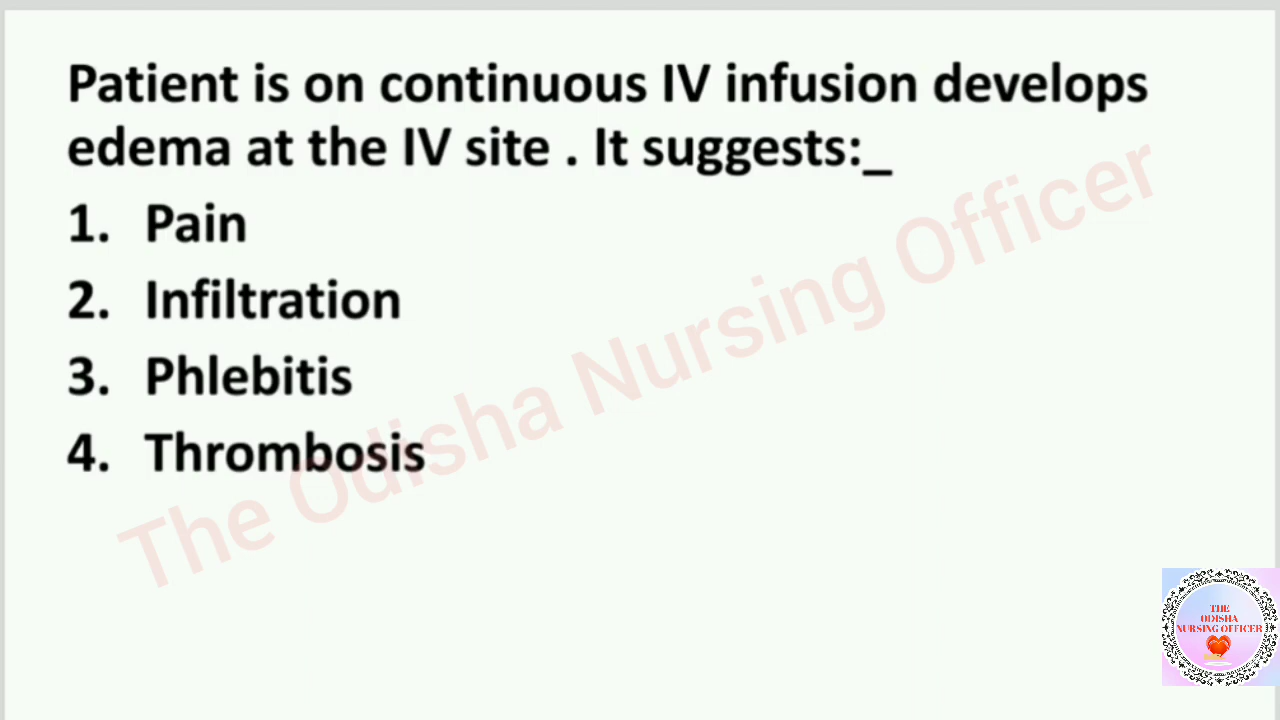 Patient is on continuous IV infusion develops
edema at the IV site . It suggests:_
1. Pain
2. Infiltration
3. Phlebitis
4. Thrombosis
The Odisha Nursing Officer
THE
ODISHA
NURSING OFFICER